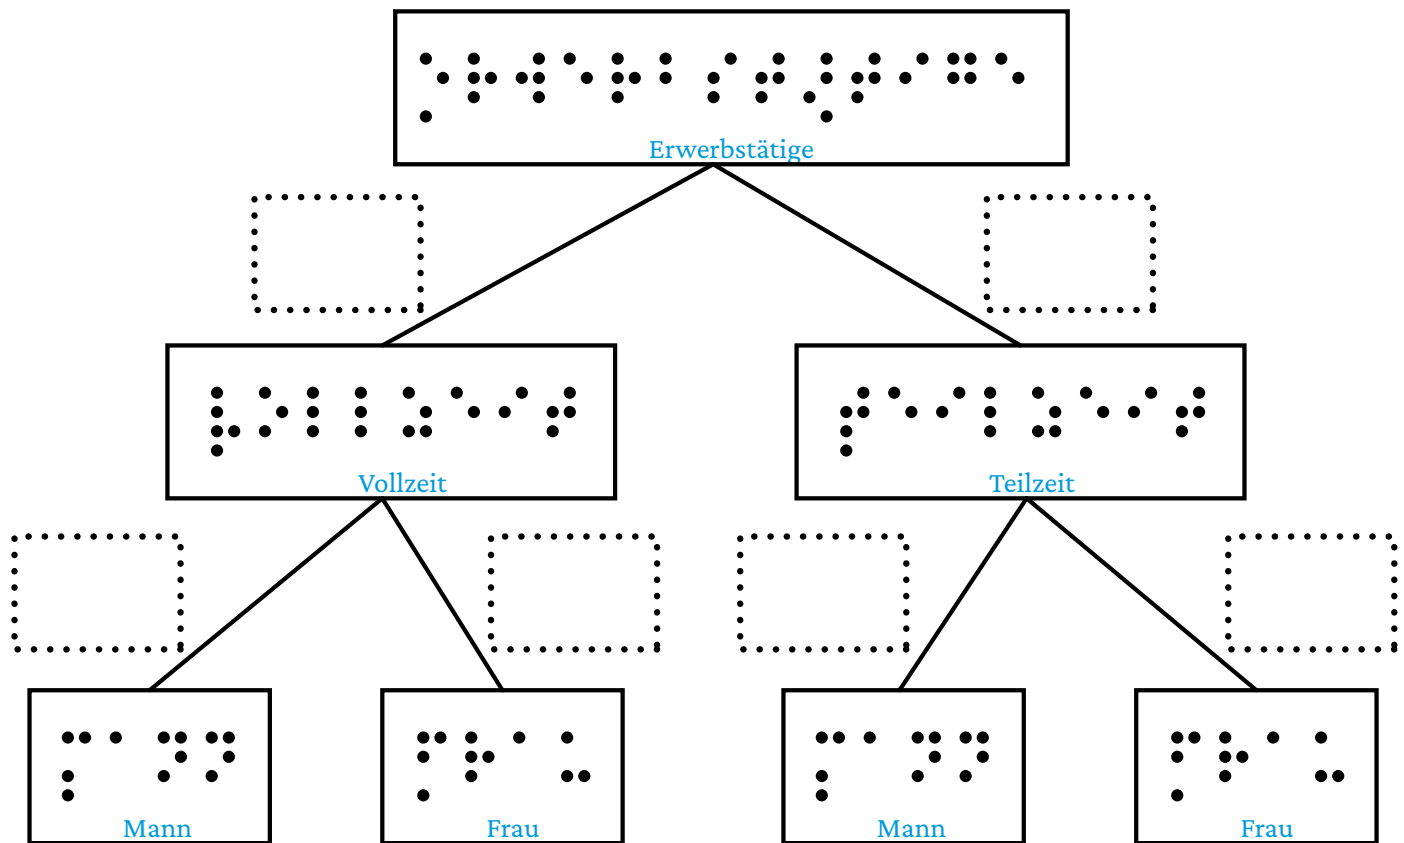 ⡑⠗⠺⠑⠗⠃⠎⠞⢜⠞⠊⠛⠑
Erwerbstätige
⡧⠕⠇⠇⠵⠑⠊⠞
Vollzeit
⡞⠑⠊⠇⠵⠑⠊⠞
Teilzeit
⡍⠁⠝⠝
Mann
⡋⠗⠁⠥
Frau
⡍⠁⠝⠝
Mann
⡋⠗⠁⠥
Frau